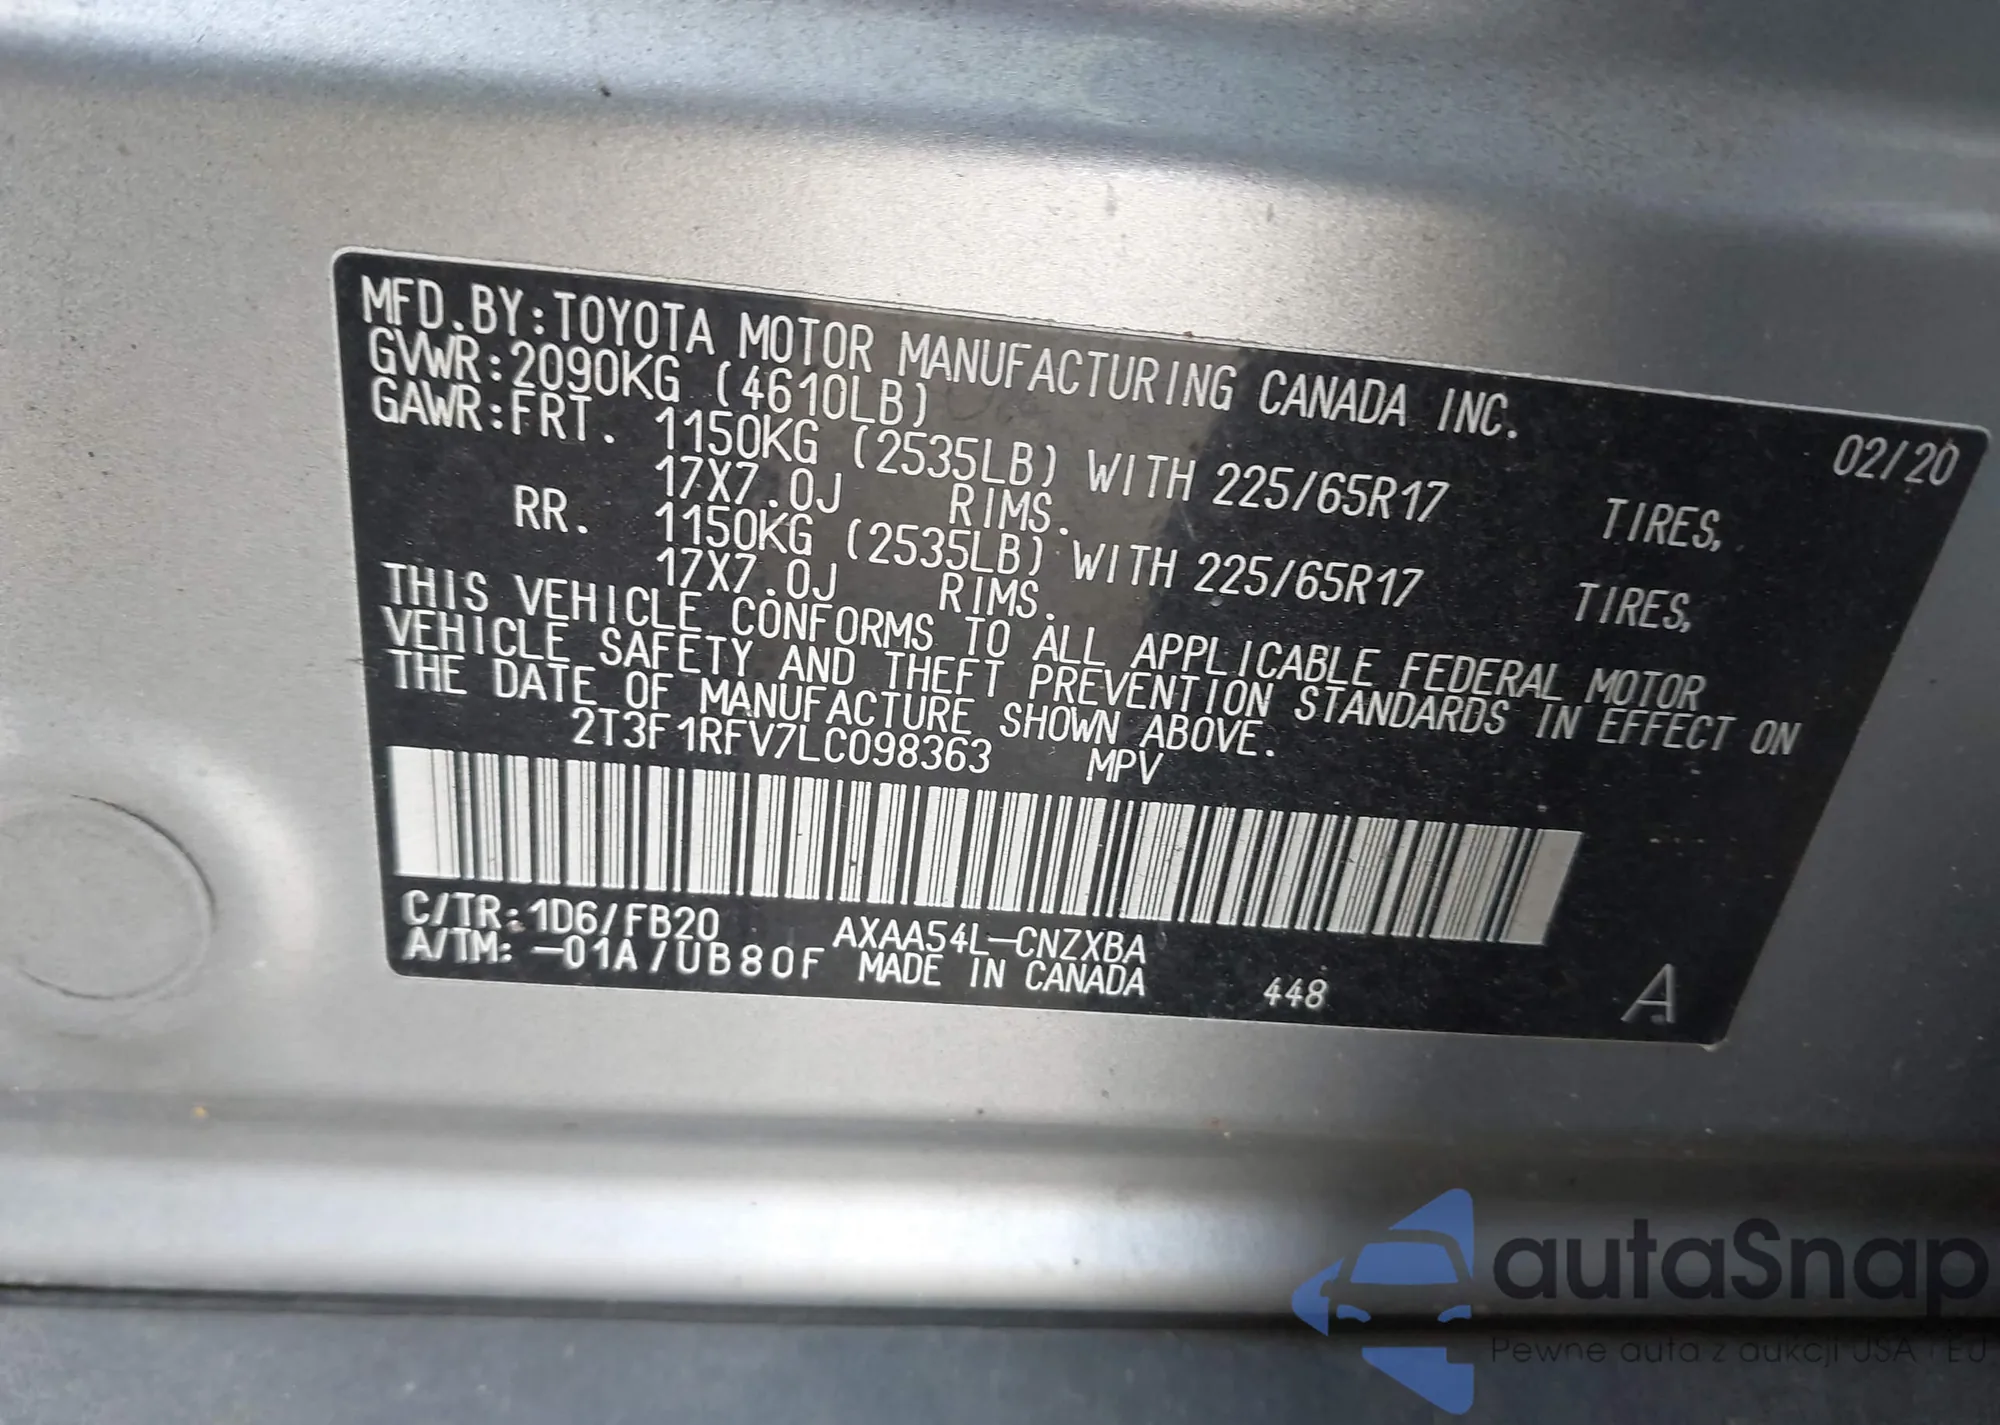 MFD.BY:TOYOTA MOTOR MANUFACTURING CANADA INC.
02/20
GVWR:2090KG (4610LB)
GAWR:FRT. 1150KG (2535LB) WITH 225/65R17 TIRES,
17X7.0J RIMS.
RR. 1150KG (2535LB) WITH 225/65R17 TIRES,
17X7.0J RIMS.
THIS VEHICLE CONFORMS TO ALL APPLICABLE FEDERAL MOTOR
VEHICLE SAFETY AND THEFT PREVENTION STANDARDS IN EFFECT ON
THE DATE OF MANUFACTURE SHOWN ABOVE.
2T3F1RFV7LC098363 MPV
C/TR:1D6/FB20 AXAA54L-CNZXBA
A/TM: -01A/UB80F MADE IN CANADA 448 A
autaSnap
Pewne auta z aukcji USA i EU